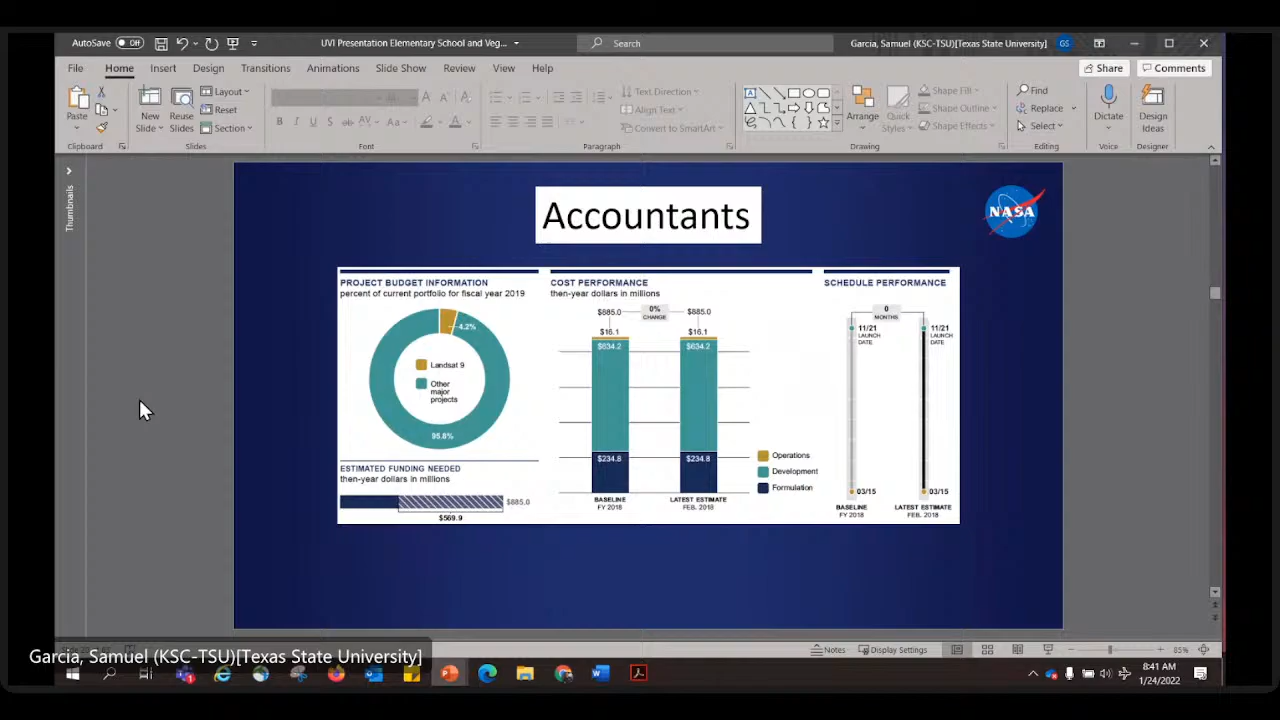 AutoSave Off
UVI Presentation Elementary School and Veg...
Search
Garcia, Samuel (KSC-TSU)[Texas State University]
GS
File Home Insert Design Transitions Animations Slide Show Review View Help
Share
Comments
Paste
New Slide
Reuse Slides
Layout
Reset
Section
Text Direction
Align Text
Convert to SmartArt
Arrange
Quick Styles
Shape Fill
Shape Outline
Shape Effects
Find
Replace
Select
Dictate
Design Ideas
Clipboard Slides Font Paragraph Drawing Editing Voice Designer
Thumbnails
Accountants
NASA
PROJECT BUDGET INFORMATION
percent of current portfolio for fiscal year 2019
4.2%
Landsat 9
Other
major
projects
95.8%
ESTIMATED FUNDING NEEDED
then-year dollars in millions
$885.0
$569.9
COST PERFORMANCE
then-year dollars in millions
$885.0 0% CHANGE $885.0
$16.1 $16.1
$634.2 $634.2
$234.8 $234.8
Operations
Development
Formulation
BASELINE LATEST ESTIMATE
FY 2018 FEB. 2018
SCHEDULE PERFORMANCE
0
MONTHS
11/21 11/21
LAUNCH LAUNCH
DATE DATE
03/15 03/15
BASELINE LATEST ESTIMATE
FY 2018 FEB. 2018
Garcia, Samuel (KSC-TSU)[Texas State University]
Notes
Display Settings
85%
8:41 AM
1/24/2022